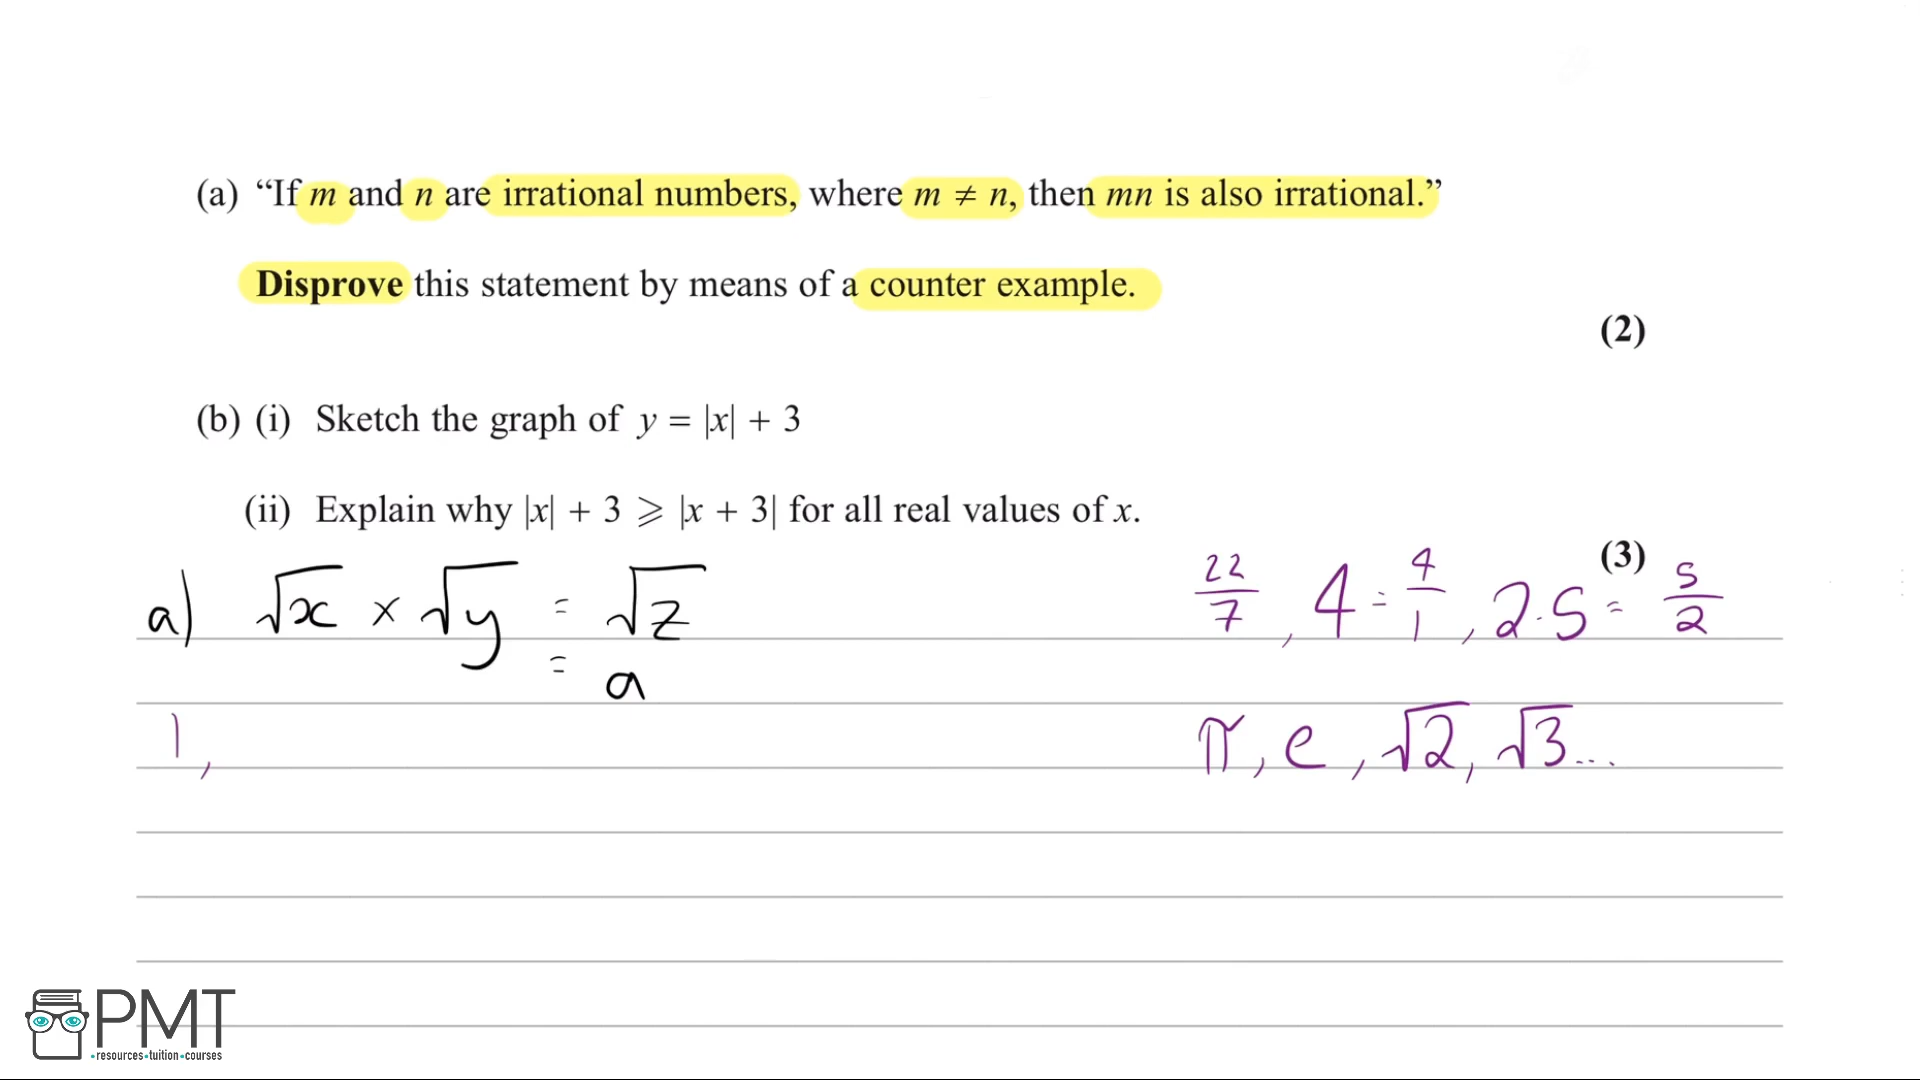 (a) “If m and n are irrational numbers, where m ≠ n, then mn is also irrational.”
Disprove this statement by means of a counter example.
(2)
(b) (i) Sketch the graph of y = |x| + 3
(ii) Explain why |x| + 3 ⩾ |x + 3| for all real values of x.
(3)
a) √x × √y = √z
= a
22/7, 4 = 4/1, 2.5 = 5/2
1,
π, e, √2, √3...
PMT
•resources•tuition•courses